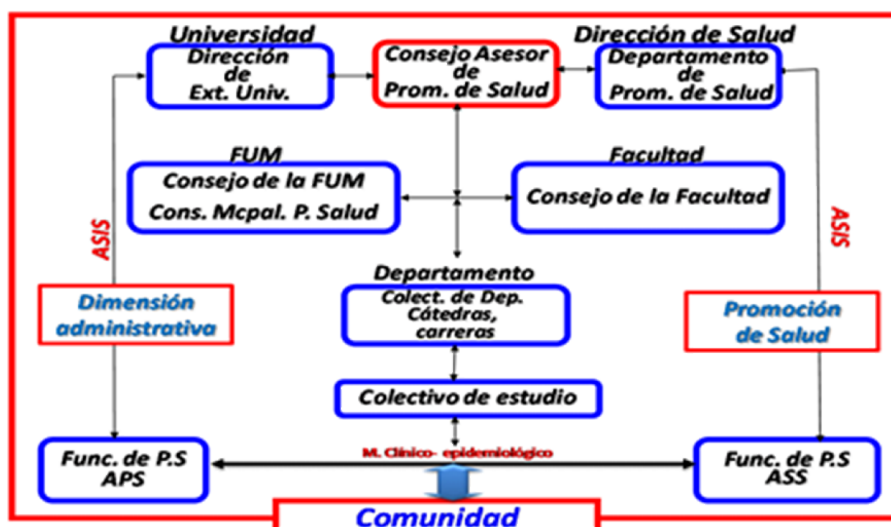 Universidad
Dirección de Salud
Dirección
de
Ext. Univ.
Consejo Asesor
de
Prom. de Salud
Departamento
de
Prom. de Salud
FUM
Facultad
Consejo de la FUM
Cons. Mcpal. P. Salud
Consejo de la Facultad
ASIS
ASIS
Departamento
Colect. de Dep.
Cátedras,
carreras
Dimensión
administrativa
Promoción
de Salud
Colectivo de estudio
M. Clínico- epidemiológico
Func. de P.S
APS
Func. de P.S
ASS
Comunidad